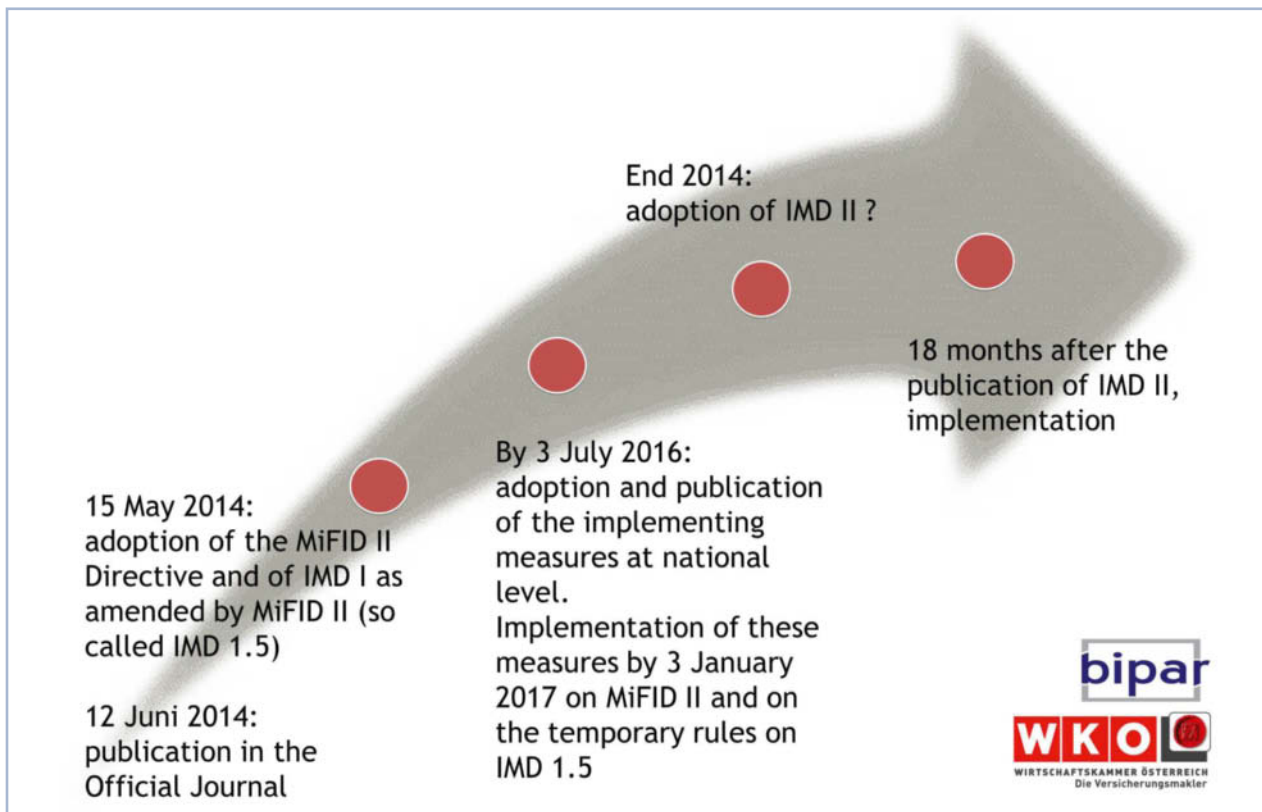 End 2014:
adoption of IMD II ?
18 months after the
publication of IMD II,
implementation
By 3 July 2016:
adoption and publication
of the implementing
measures at national
level.
Implementation of these
measures by 3 January
2017 on MiFID II and on
the temporary rules on
IMD 1.5
15 May 2014:
adoption of the MiFID II
Directive and of IMD I as
amended by MiFID II (so
called IMD 1.5)
12 Juni 2014:
publication in the
Official Journal
bipar
WKO
WIRTSCHAFTSKAMMER ÖSTERREICH
Die Versicherungsmakler